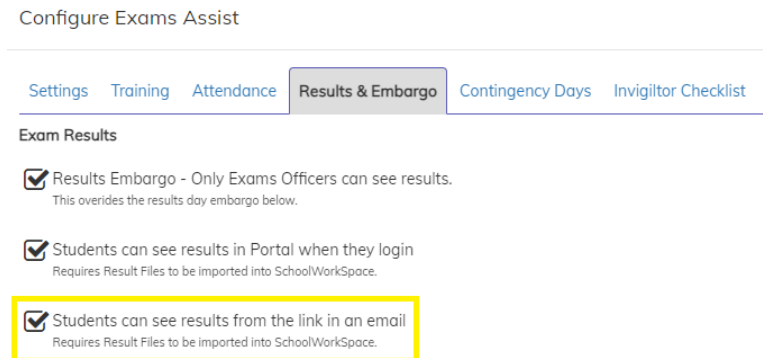 Configure Exams Assist
Settings Training Attendance Results & Embargo Contingency Days Invigiltor Checklist
Exam Results
Results Embargo - Only Exams Officers can see results.
This overides the results day embargo below.
Students can see results in Portal when they login
Requires Result Files to be imported into SchoolWorkSpace.
Students can see results from the link in an email
Requires Result Files to be imported into SchoolWorkSpace.